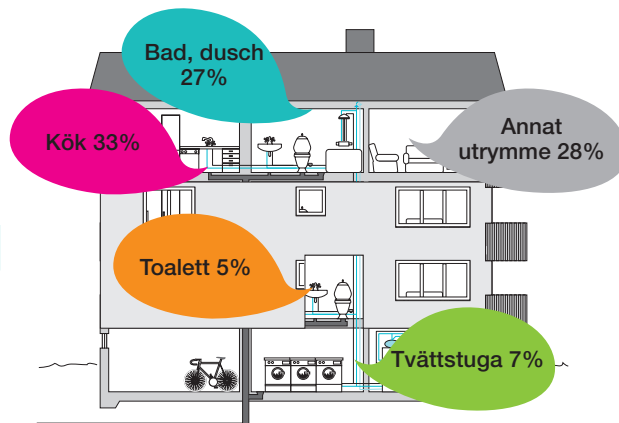 Bad, dusch
27%
Kök 33%
Annat
utrymme 28%
Toalett 5%
Tvättstuga 7%